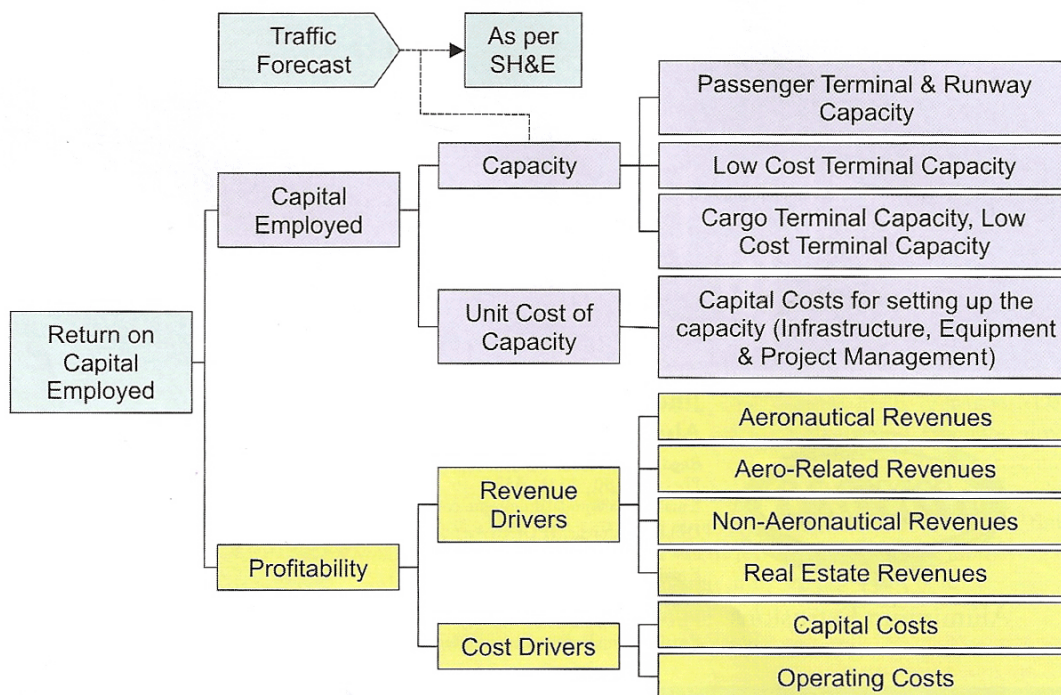 Traffic
Forecast
As per
SH&E
Passenger Terminal & Runway
Capacity
Capacity
Low Cost Terminal Capacity
Capital
Employed
Cargo Terminal Capacity, Low
Cost Terminal Capacity
Unit Cost of
Capacity
Capital Costs for setting up the
capacity (Infrastructure, Equipment
& Project Management)
Return on
Capital
Employed
Aeronautical Revenues
Aero-Related Revenues
Revenue
Drivers
Non-Aeronautical Revenues
Profitability
Real Estate Revenues
Cost Drivers
Capital Costs
Operating Costs